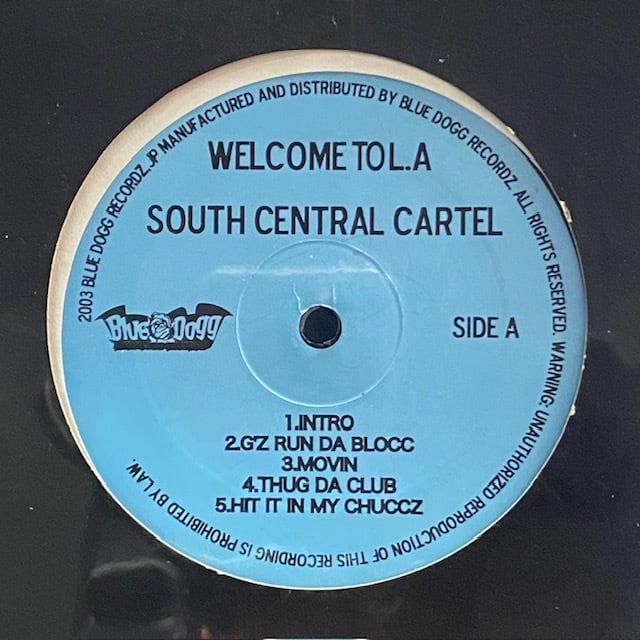 2003 BLUE DOGG RECORDZ.JP MANUFACTURED AND DISTRIBUTED BY BLUE DOGG RECORDZ. ALL RIGHTS RESERVED. WARNING: UNAUTHORIZED REPRODUCTION OF THIS RECORDING IS PROHIBITED BY LAW.
WELCOME TO L.A
SOUTH CENTRAL CARTEL
Blue Dogg
SIDE A
1.INTRO
2.G'Z RUN DA BLOCC
3.MOVIN
4.THUG DA CLUB
5.HIT IT IN MY CHUCCZ